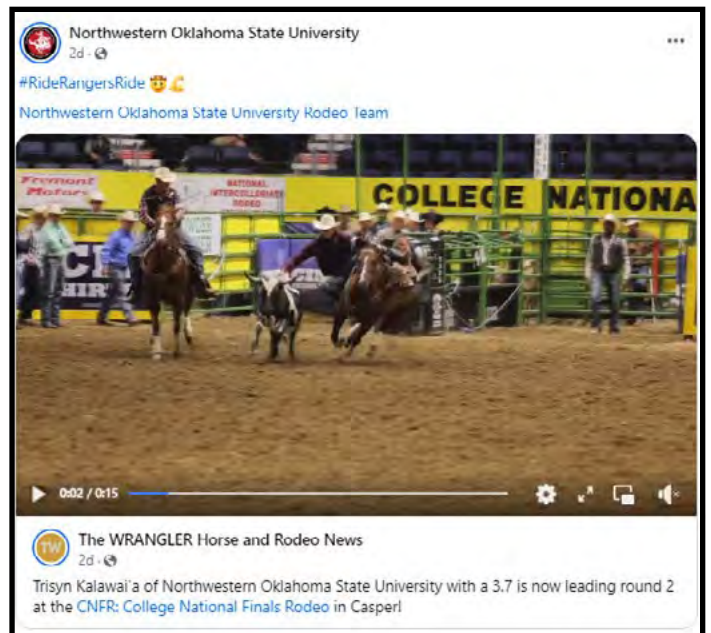 Northwestern Oklahoma State University
2d
#RideRangersRide
Northwestern Oklahoma State University Rodeo Team
Fremont
Motors
NATIONAL
INTERCOLLEGIATE
RODEO
COLLEGE NATIONA
0:02 / 0:15
TW
The WRANGLER Horse and Rodeo News
2d
Trisyn Kalawai'a of Northwestern Oklahoma State University with a 3.7 is now leading round 2
at the CNFR: College National Finals Rodeo in Casper!